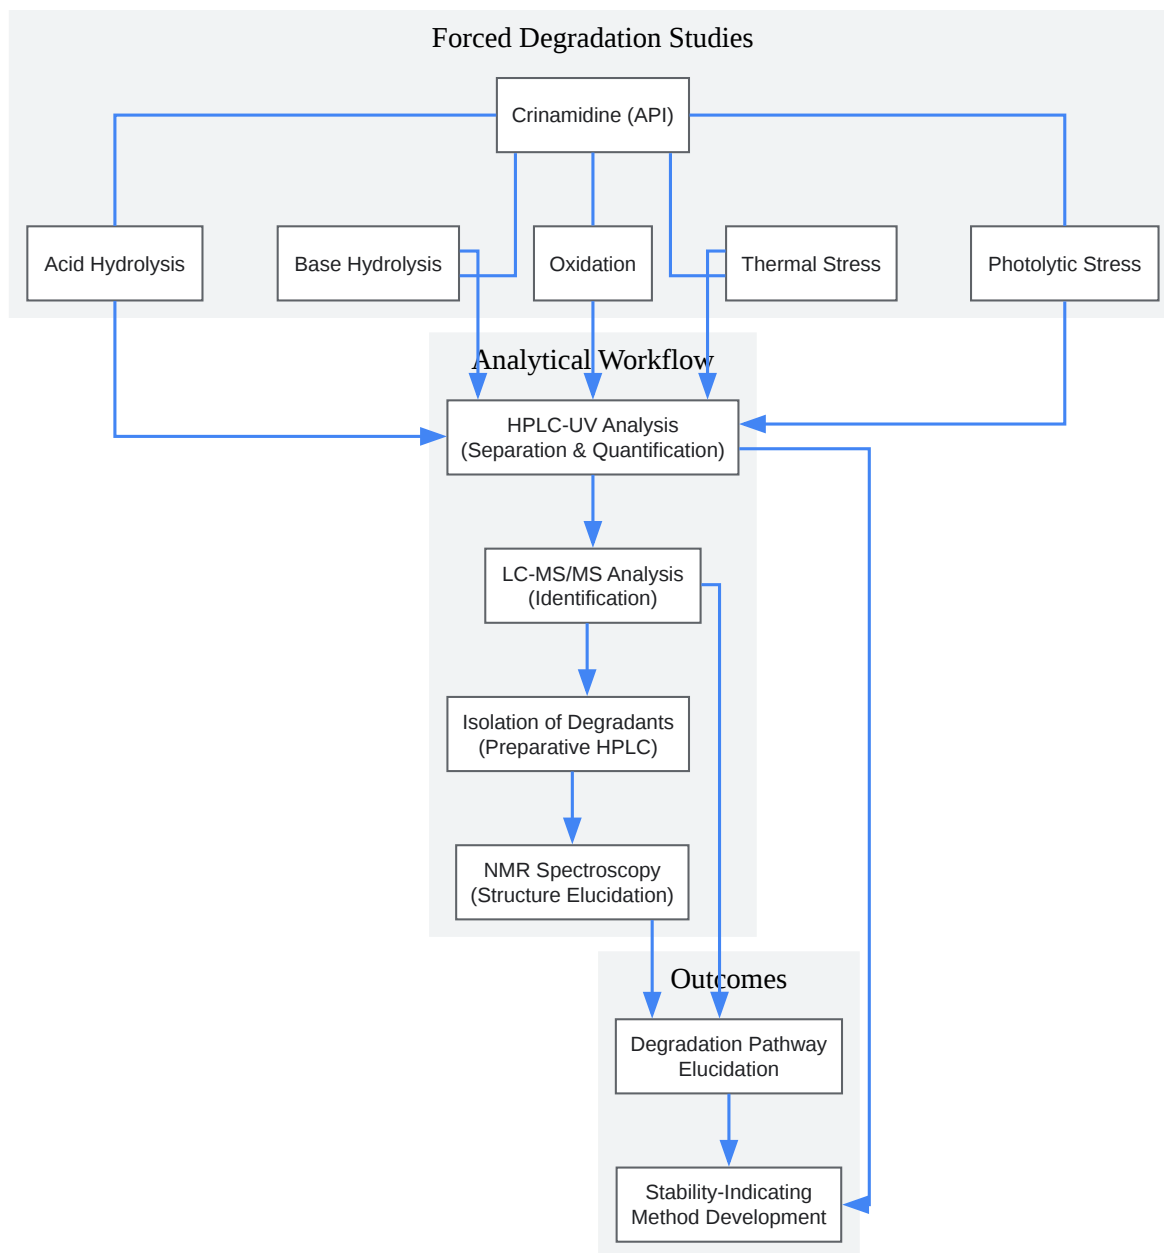 Forced Degradation Studies
Crinamidine (API)
Acid Hydrolysis
Base Hydrolysis
Oxidation
Thermal Stress
Photolytic Stress
Analytical Workflow
HPLC-UV Analysis
(Separation & Quantification)
LC-MS/MS Analysis
(Identification)
Isolation of Degradants
(Preparative HPLC)
NMR Spectroscopy
(Structure Elucidation)
Outcomes
Degradation Pathway
Elucidation
Stability-Indicating
Method Development